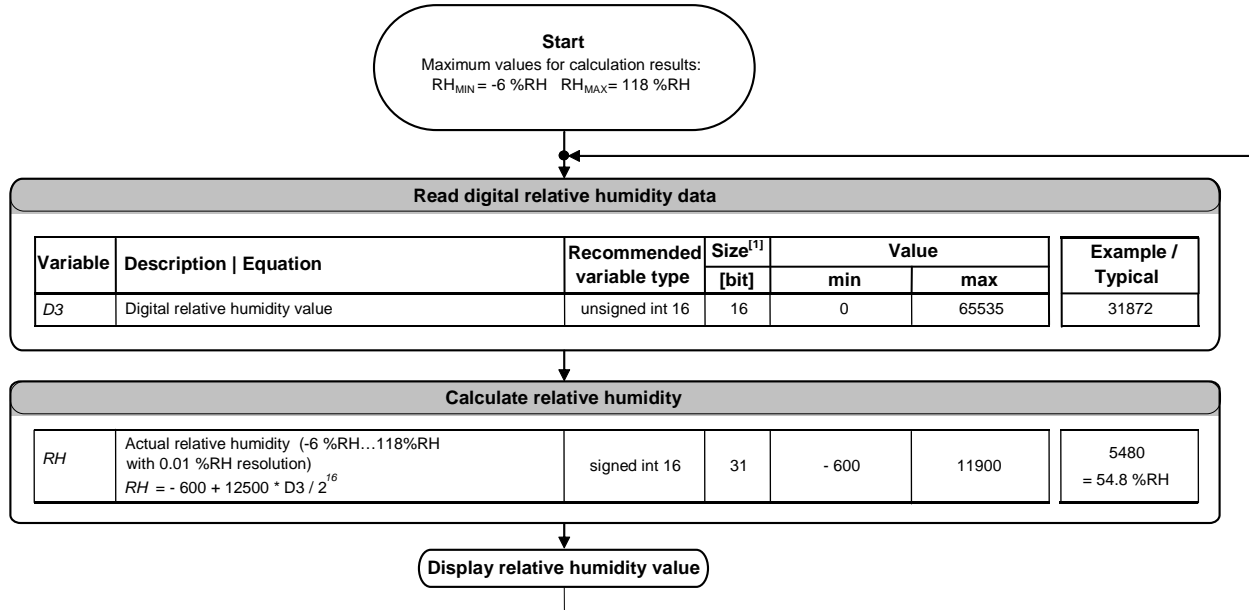 Start
Maximum values for calculation results:
RH_MIN = -6 %RH RH_MAX = 118 %RH
Read digital relative humidity data
Variable Description | Equation Recommended variable type Size[1] [bit] Value min max Example / Typical
D3 Digital relative humidity value unsigned int 16 16 0 65535 31872
Calculate relative humidity
RH
Actual relative humidity (-6 %RH…118%RH
with 0.01 %RH resolution)
RH = - 600 + 12500 * D3 / 2^16
signed int 16 31 - 600 11900
5480
= 54.8 %RH
Display relative humidity value